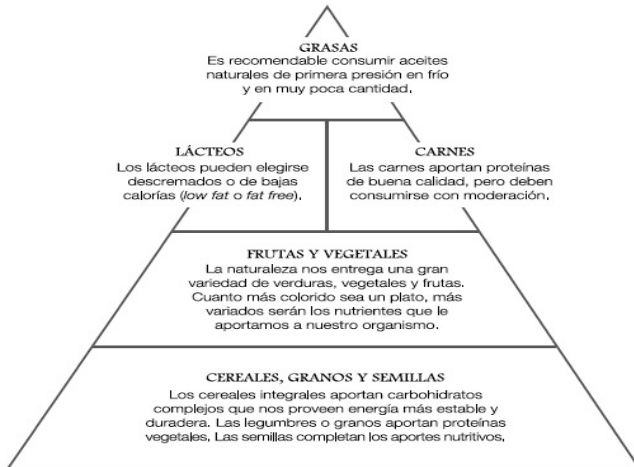 GRASAS
Es recomendable consumir aceites
naturales de primera presión en frío
y en muy poca cantidad.
LÁCTEOS
Los lácteos pueden elegirse
descremados o de bajas
calorías (low fat o fat free).
CARNES
Las carnes aportan proteínas
de buena calidad, pero deben
consumirse con moderación.
FRUTAS Y VEGETALES
La naturaleza nos entrega una gran
variedad de verduras, vegetales y frutas.
Cuanto más colorido sea un plato, más
variados serán los nutrientes que le
aportamos a nuestro organismo.
CEREALES, GRANOS Y SEMILLAS
Los cereales integrales aportan carbohidratos
complejos que nos proveen energía más estable y
duradera. Las legumbres o granos aportan proteínas
vegetales. Las semillas completan los aportes nutritivos.